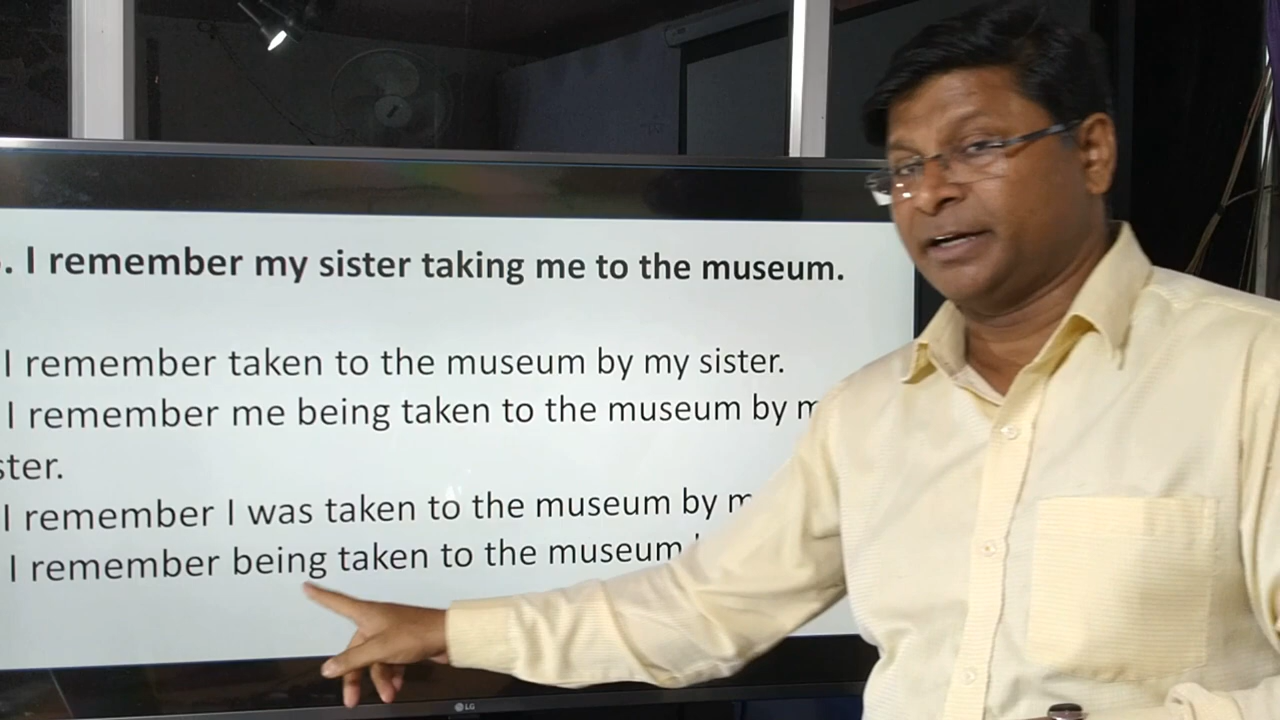 . I remember my sister taking me to the museum.
I remember taken to the museum by my sister.
I remember me being taken to the museum by
ster.
I remember I was taken to the museum by
I remember being taken to the museum
LG